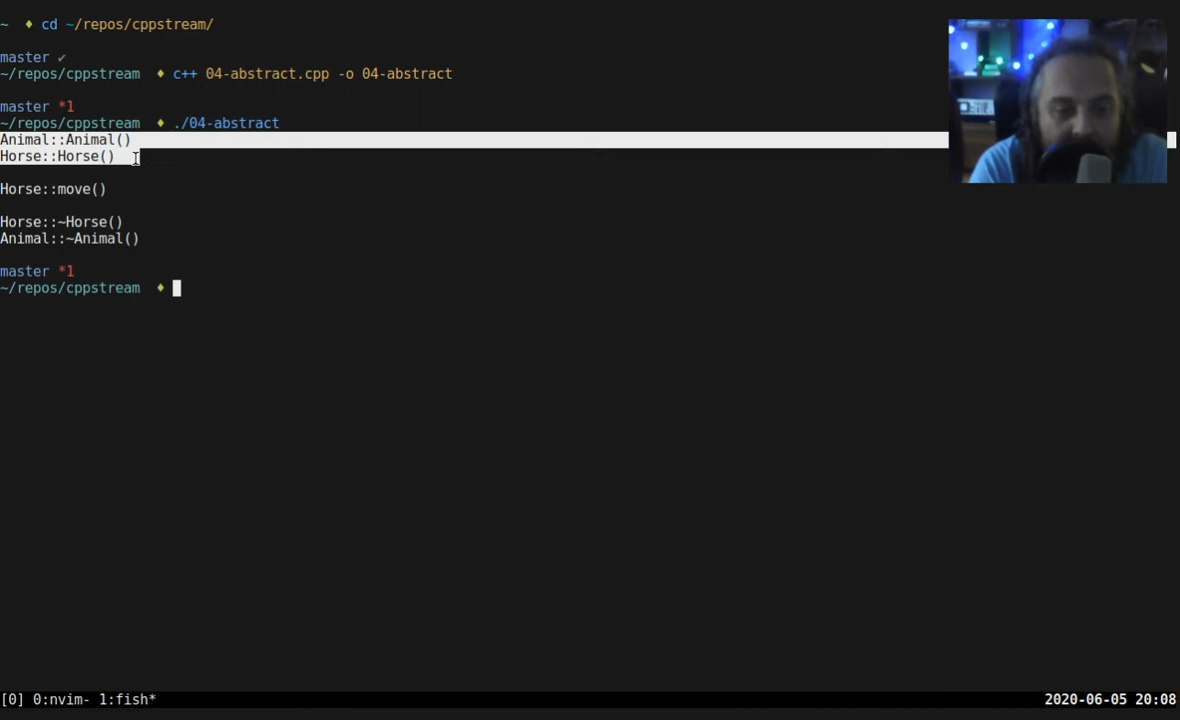 ~ ♦ cd ~/repos/cppstream/
master ✔
~/repos/cppstream ♦ c++ 04-abstract.cpp -o 04-abstract
master *1
~/repos/cppstream ♦ ./04-abstract
Animal::Animal()
Horse::Horse()
Horse::move()
Horse::~Horse()
Animal::~Animal()
master *1
~/repos/cppstream ♦
[0] 0:nvim- 1:fish* 2020-06-05 20:08